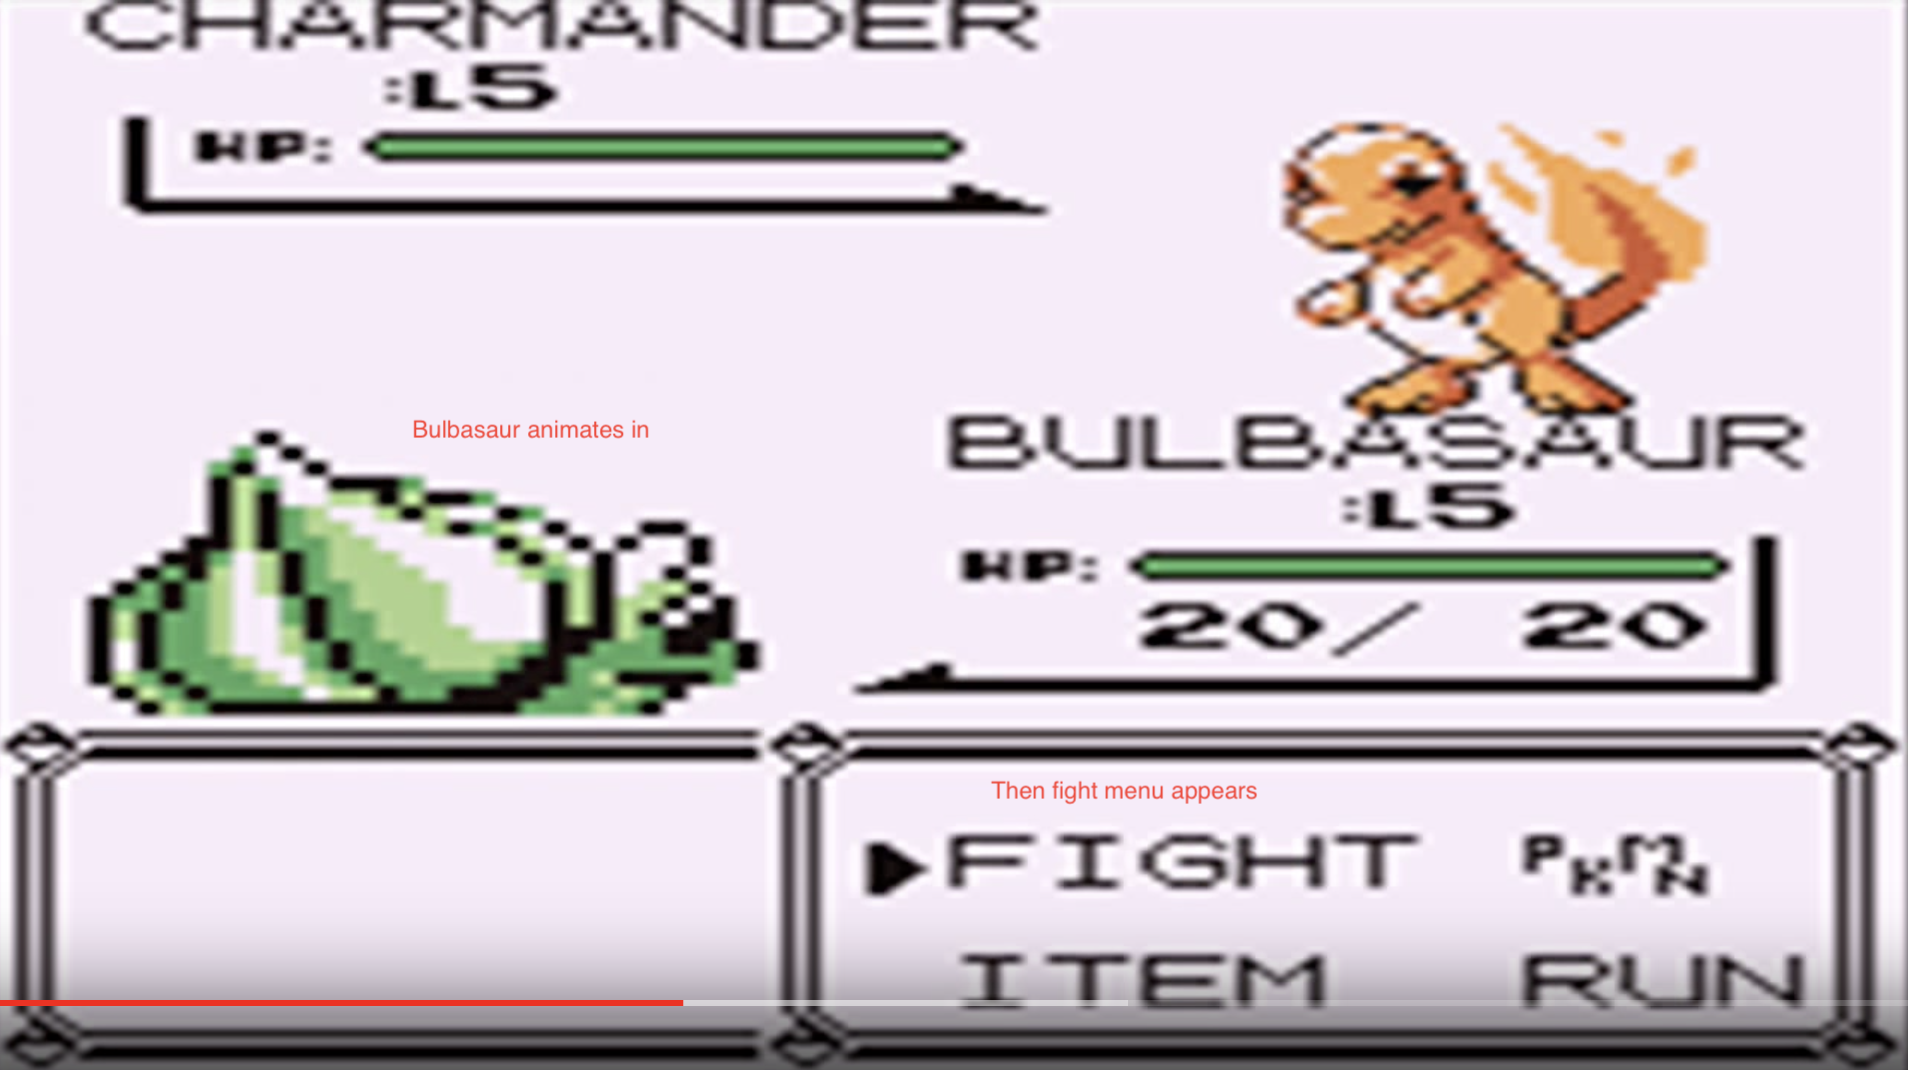 CHARMANDER
:L5
HP:
Bulbasaur animates in
BULBASAUR
:L5
HP:
20/ 20
Then fight menu appears
▶FIGHT PKMN
ITEM RUN